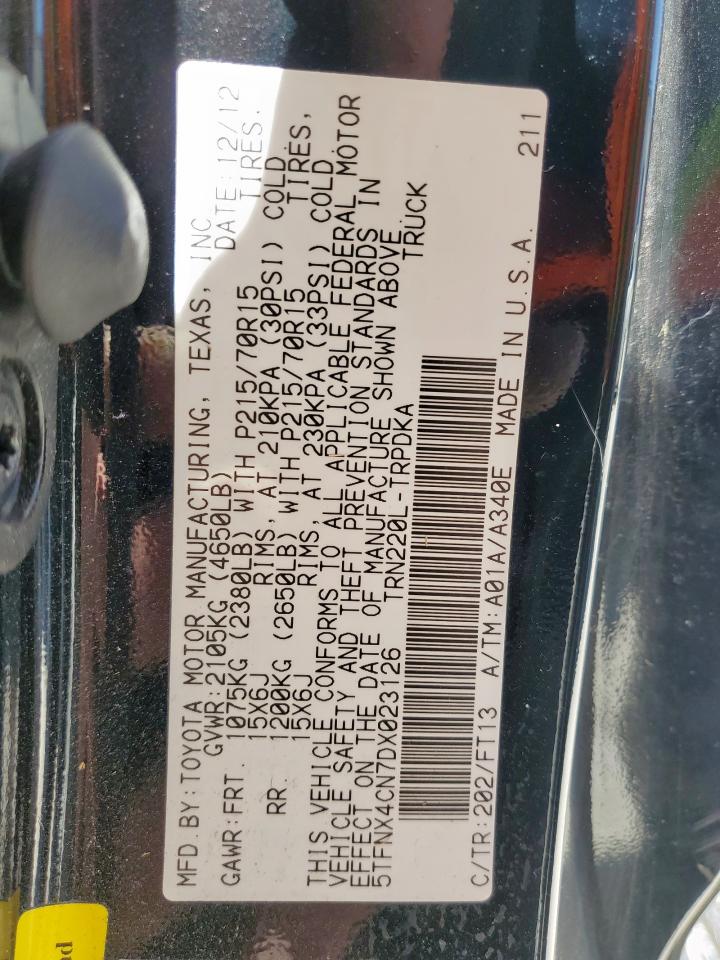 MFD.BY:TOYOTA MOTOR MANUFACTURING, TEXAS, INC
GVWR:2105KG (4650LB) DATE:12/12
GAWR:FRT. 1075KG (2380LB) WITH P215/70R15 TIRES.
15X6J RIMS, AT 210KPA (30PSI) COLD
RR. 1200KG (2650LB) WITH P215/70R15 TIRES,
15X6J RIMS, AT 230KPA (33PSI) COLD
THIS VEHICLE CONFORMS TO ALL APPLICABLE FEDERAL MOTOR
VEHICLE SAFETY AND THEFT PREVENTION STANDARDS IN
EFFECT ON THE DATE OF MANUFACTURE SHOWN ABOVE.
5TFNX4CN7DX023126 TRN220L-TRPDKA TRUCK
C/TR:202/FT13 A/TM:A01A/A340E MADE IN U.S.A. 211